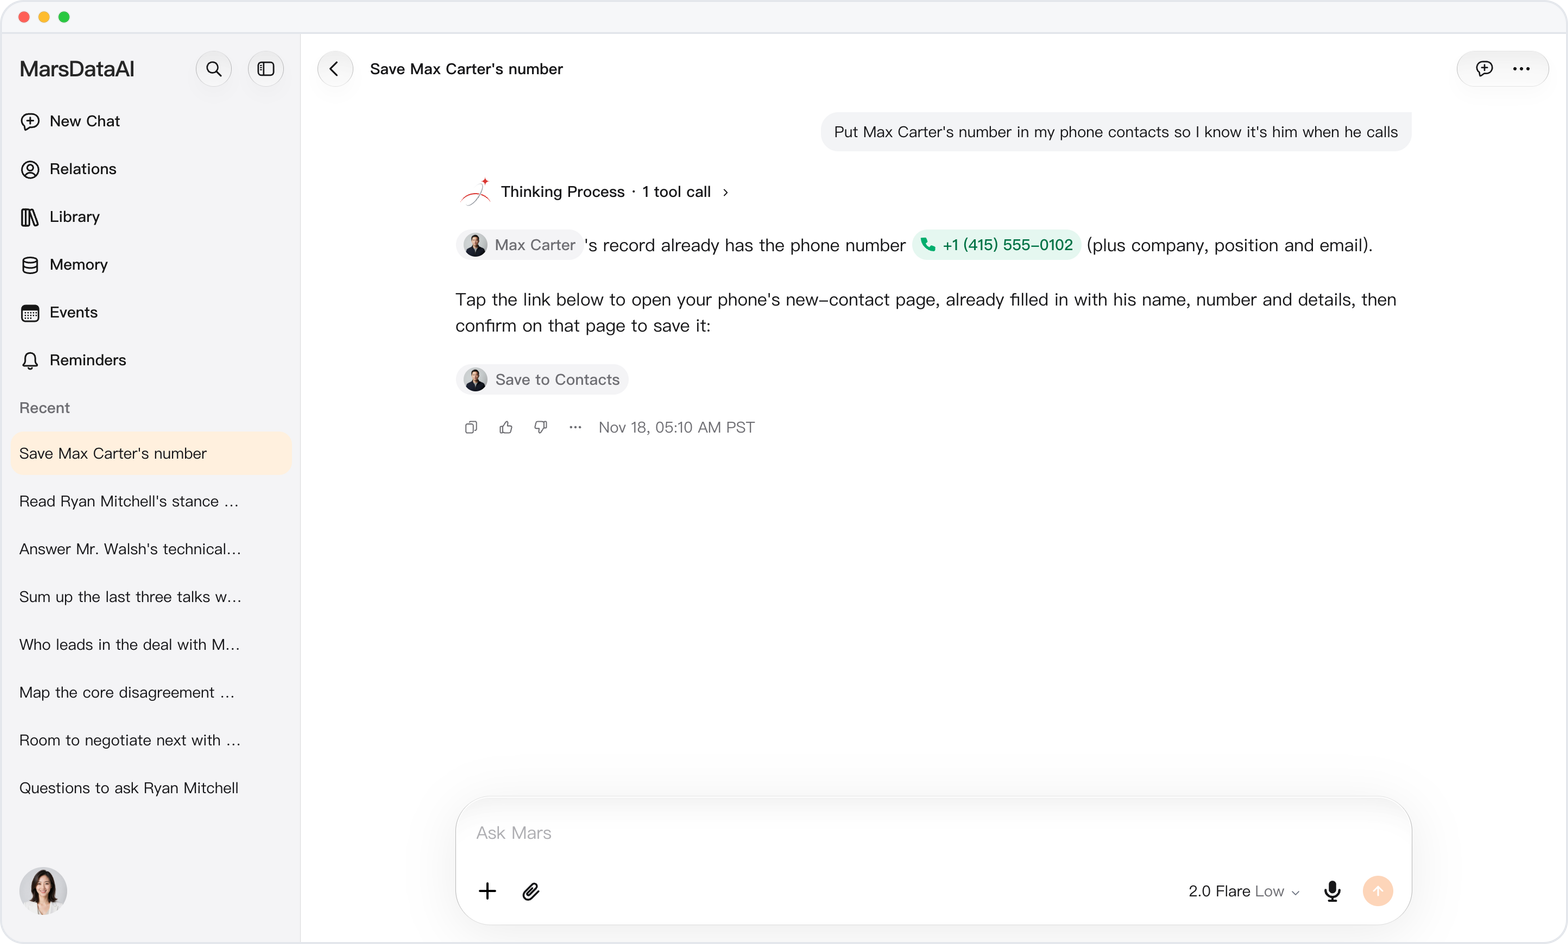 MarsDataAI
New Chat
Relations
Library
Memory
Events
Reminders
Recent
Save Max Carter's number
Read Ryan Mitchell's stance ...
Answer Mr. Walsh's technical...
Sum up the last three talks w...
Who leads in the deal with M...
Map the core disagreement ...
Room to negotiate next with ...
Questions to ask Ryan Mitchell
Save Max Carter's number
Put Max Carter's number in my phone contacts so I know it's him when he calls
Thinking Process · 1 tool call ›
Max Carter 's record already has the phone number +1 (415) 555–0102 (plus company, position and email).
Tap the link below to open your phone's new–contact page, already filled in with his name, number and details, then
confirm on that page to save it:
Save to Contacts
Nov 18, 05:10 AM PST
Ask Mars
2.0 Flare Low